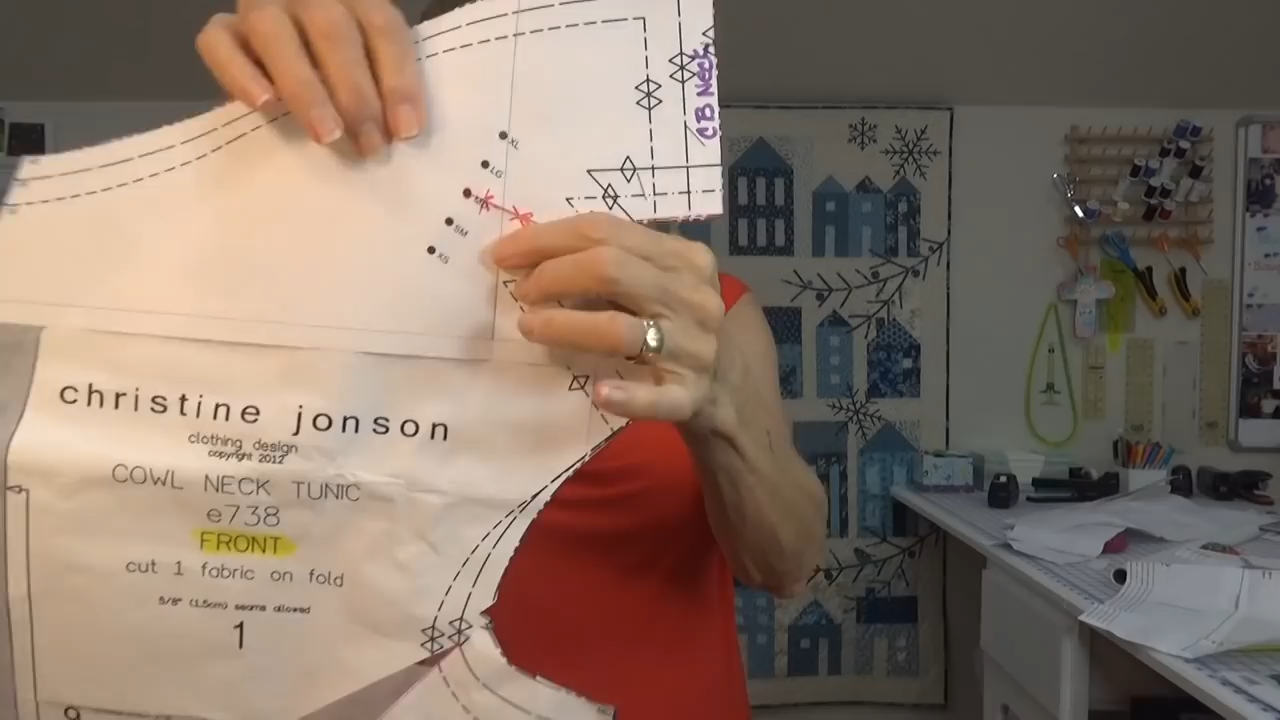 CB Neck
XL
LG
SM
XS
christine jonson
clothing design
copyright 2012
COWL NECK TUNIC
e738
FRONT
cut 1 fabric on fold
5/8" (1.5cm) seams allowed
1